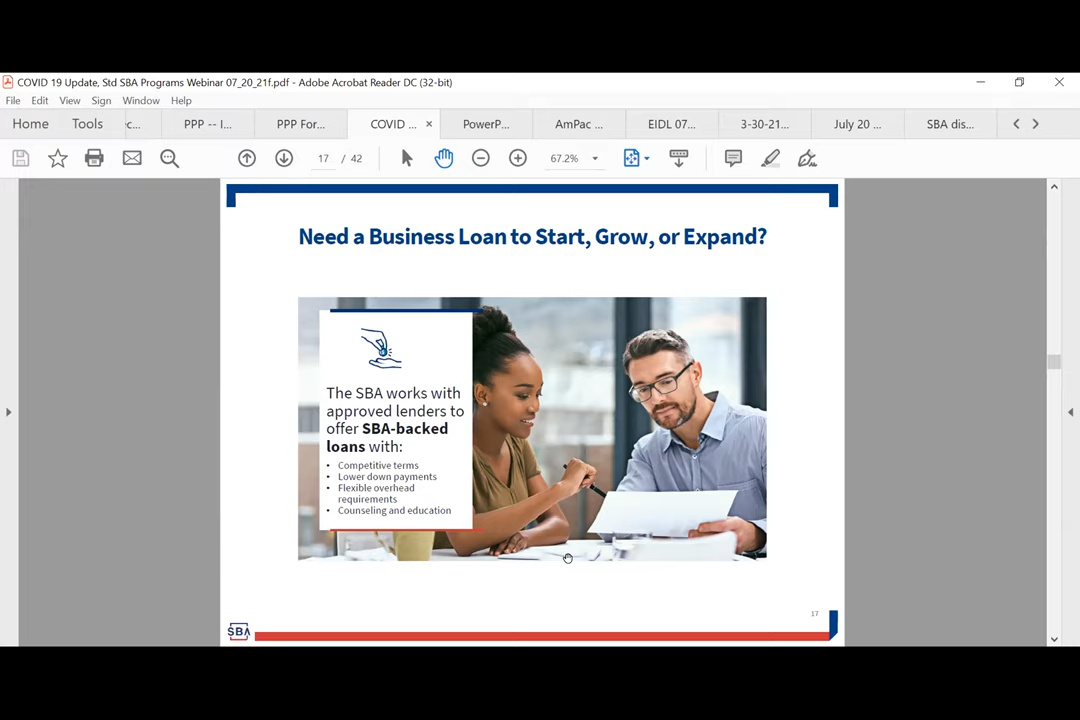 COVID 19 Update, Std SBA Programs Webinar 07_20_21f.pdf - Adobe Acrobat Reader DC (32-bit)
File Edit View Sign Window Help
Home Tools c... PPP -- I... PPP For... COVID ... × PowerP... AmPac ... EIDL 07... 3-30-21... July 20 ... SBA dis...
17 / 42 67.2%
Need a Business Loan to Start, Grow, or Expand?
The SBA works with
approved lenders to
offer SBA-backed
loans with:
• Competitive terms
• Lower down payments
• Flexible overhead
requirements
• Counseling and education
17
SBA